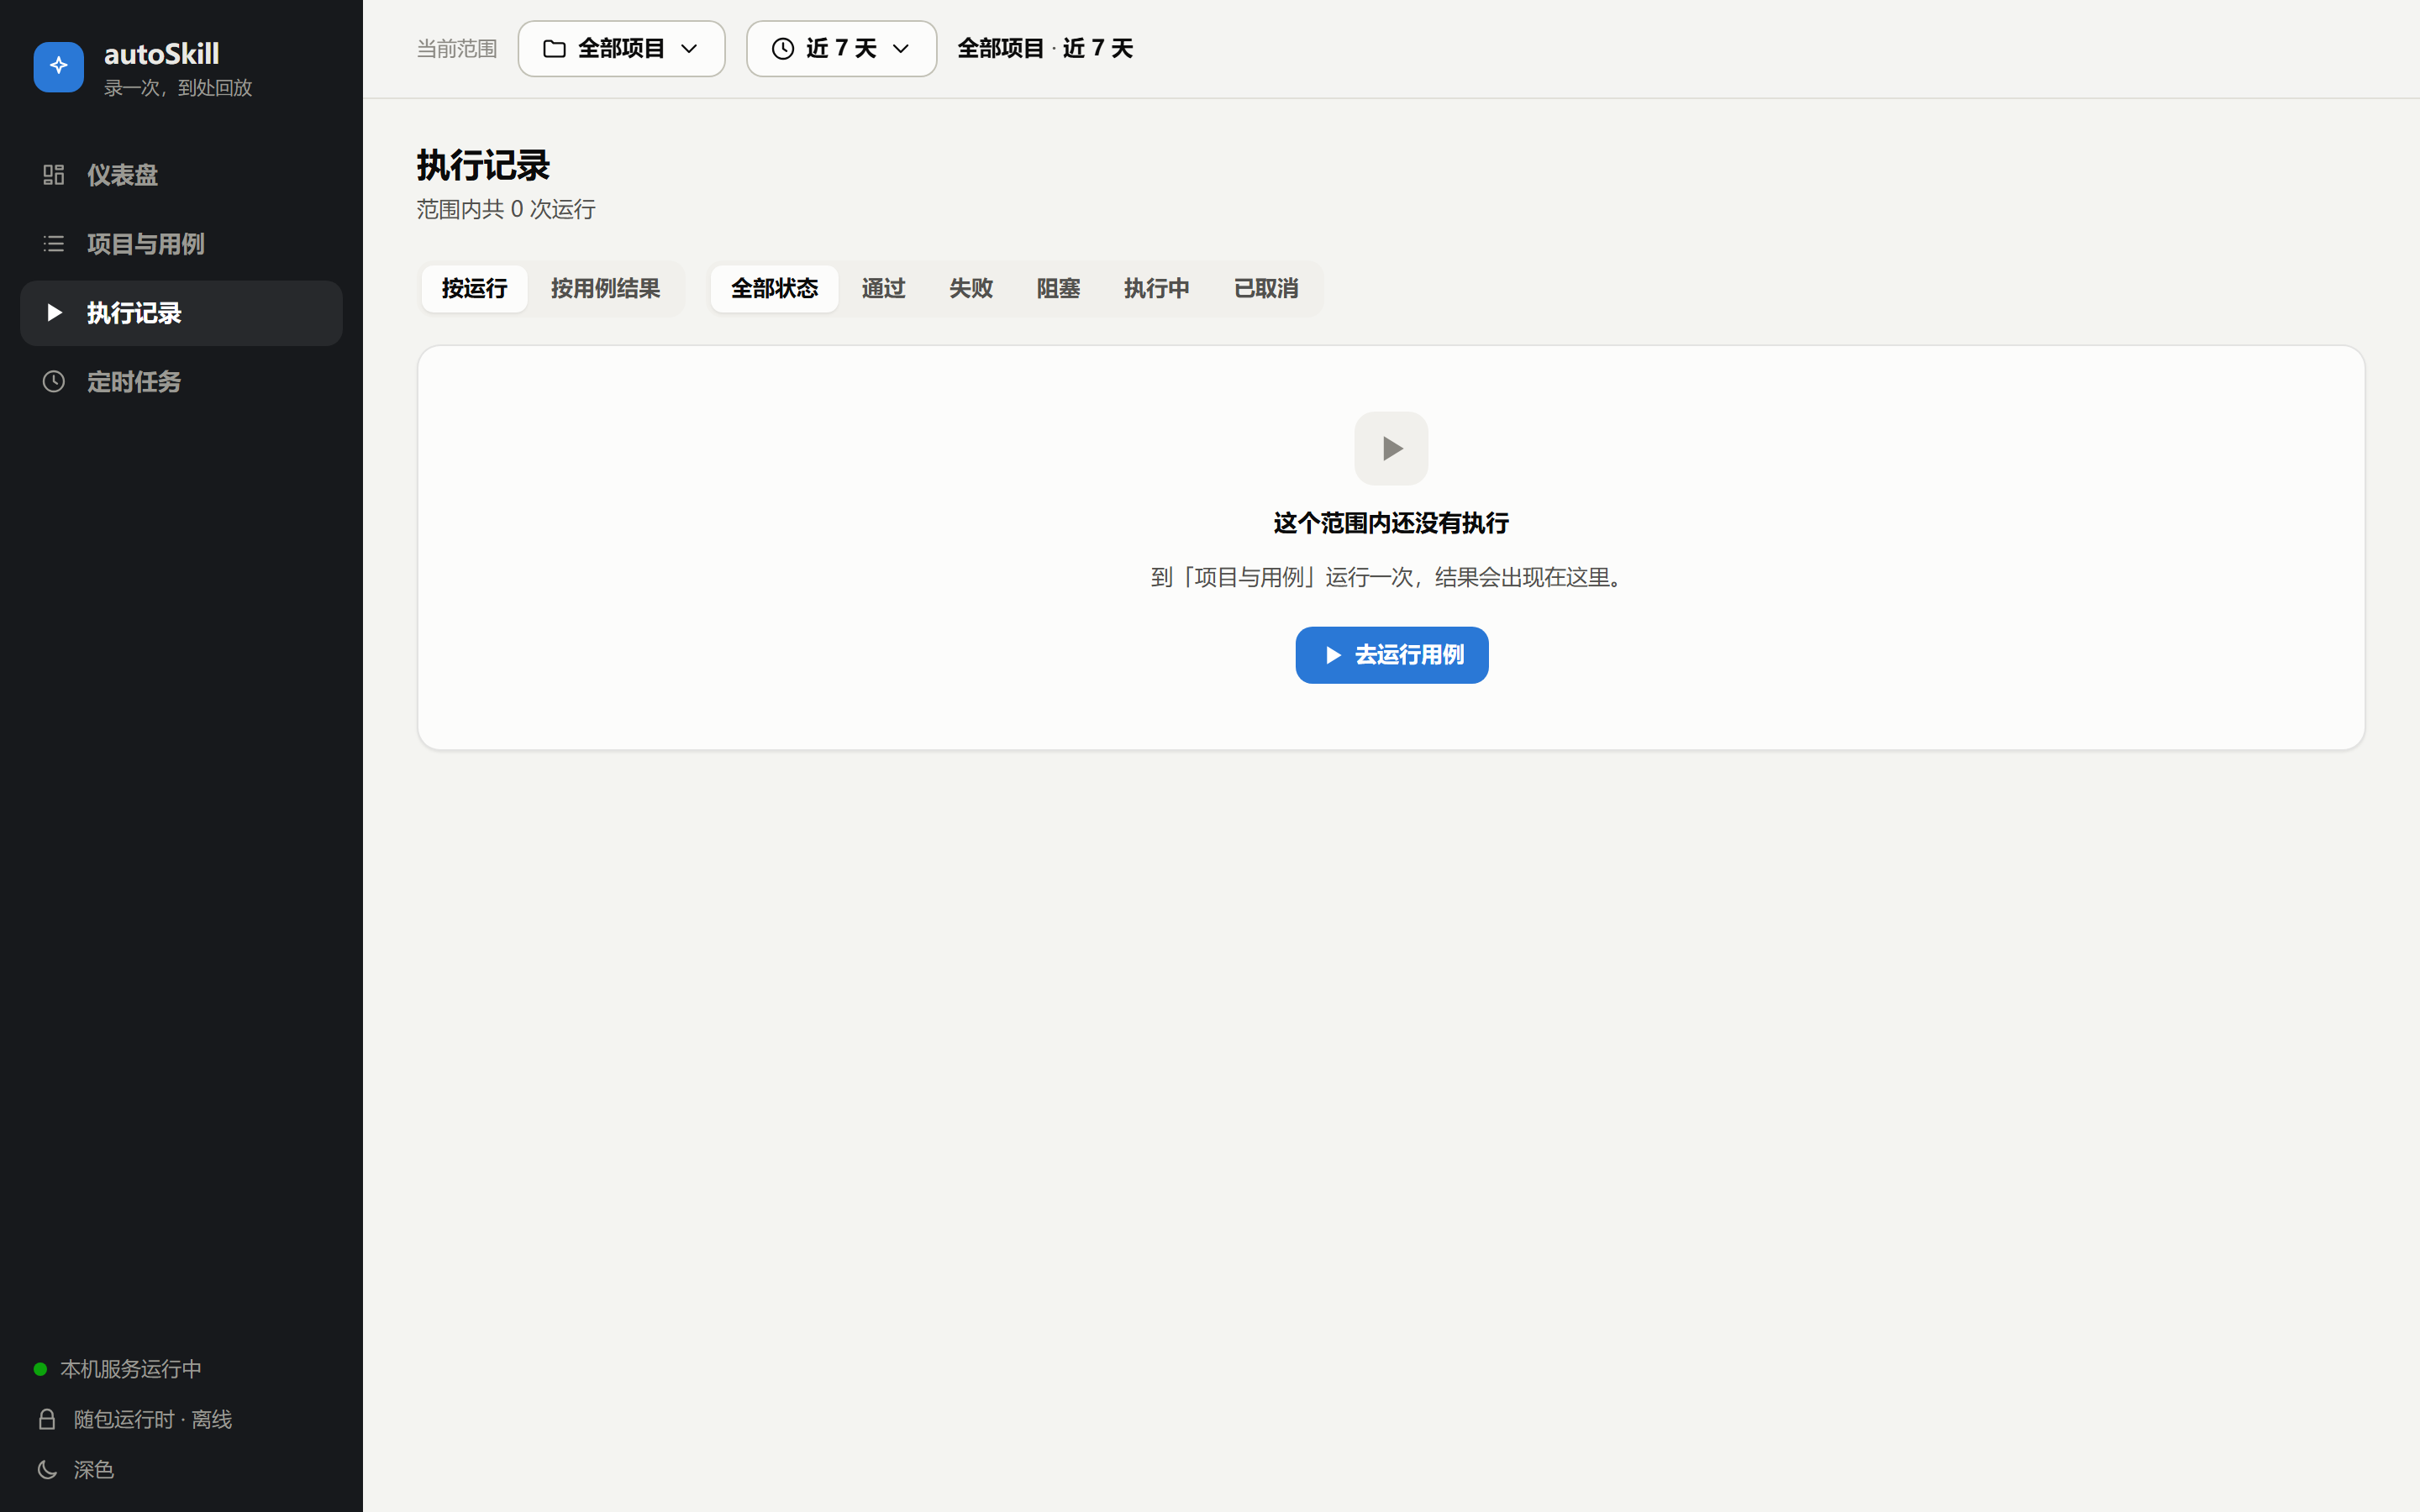 autoSkill
录一次，到处回放
仪表盘
项目与用例
执行记录
定时任务
本机服务运行中
随包运行时 · 离线
深色
当前范围
全部项目
近 7 天
全部项目 · 近 7 天
执行记录
范围内共 0 次运行
按运行
按用例结果
全部状态
通过
失败
阻塞
执行中
已取消
这个范围内还没有执行
到「项目与用例」运行一次，结果会出现在这里。
去运行用例